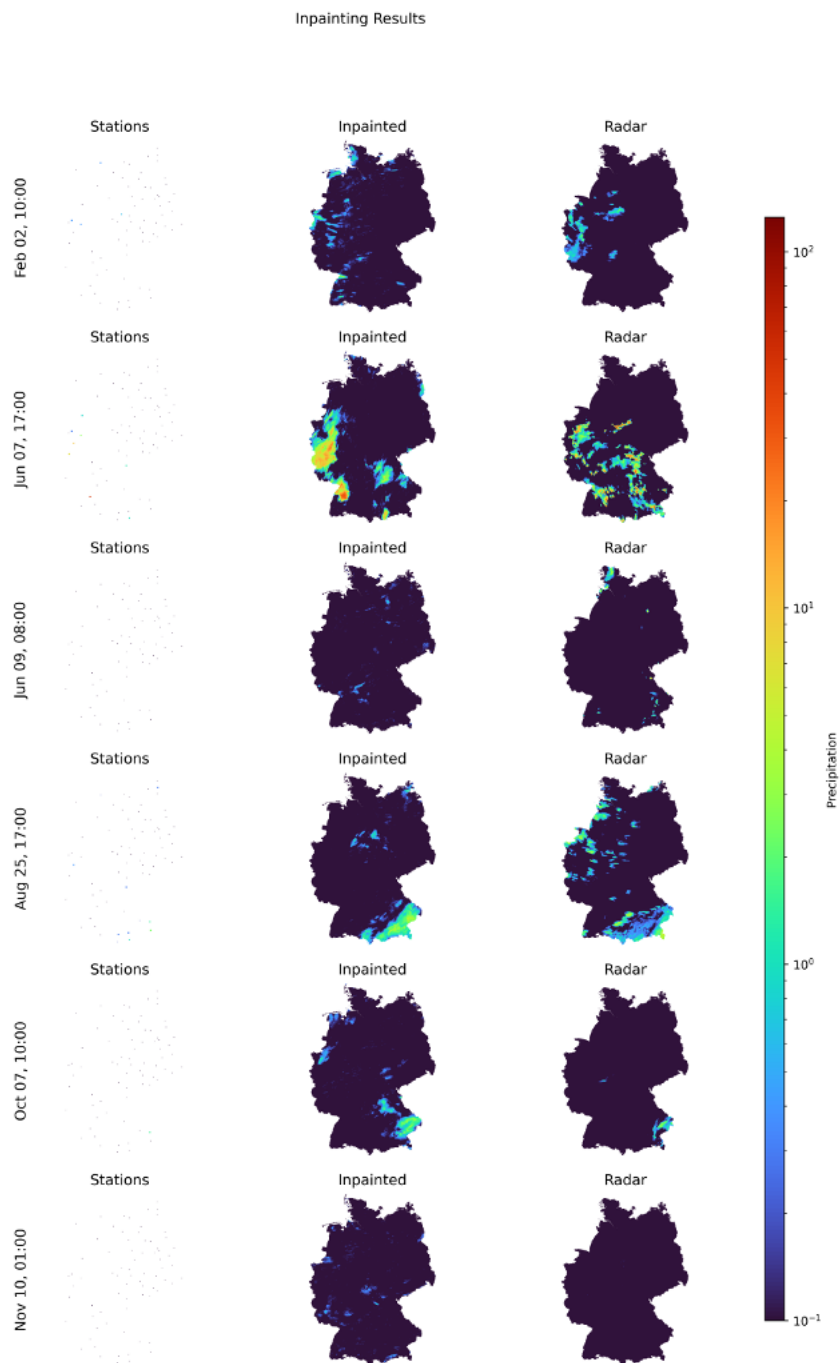 Inpainting Results
Stations Inpainted Radar
Feb 02, 10:00
Stations Inpainted Radar
Jun 07, 17:00
Stations Inpainted Radar
Jun 09, 08:00
Stations Inpainted Radar
Aug 25, 17:00
Stations Inpainted Radar
Oct 07, 10:00
Stations Inpainted Radar
Nov 10, 01:00
10²
10¹
10⁰
10⁻¹
Precipitation